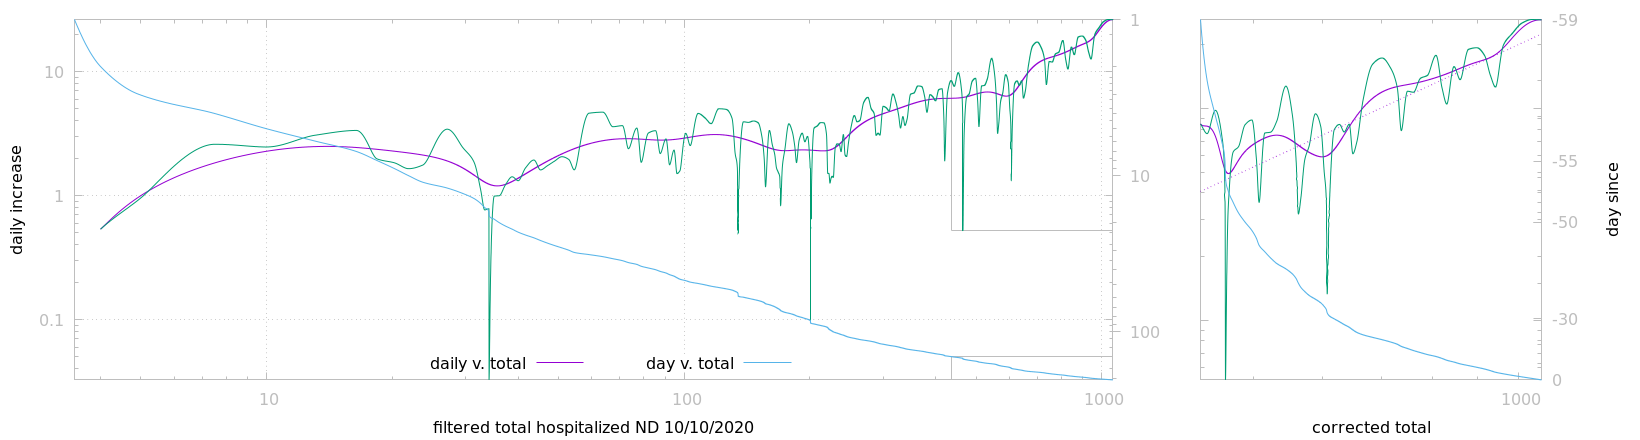 daily increase
10
1
0.1
1
10
100
daily v. total
day v. total
10
100
1000
filtered total hospitalized ND 10/10/2020
-59
-55
-50
-30
0
day since
1000
corrected total